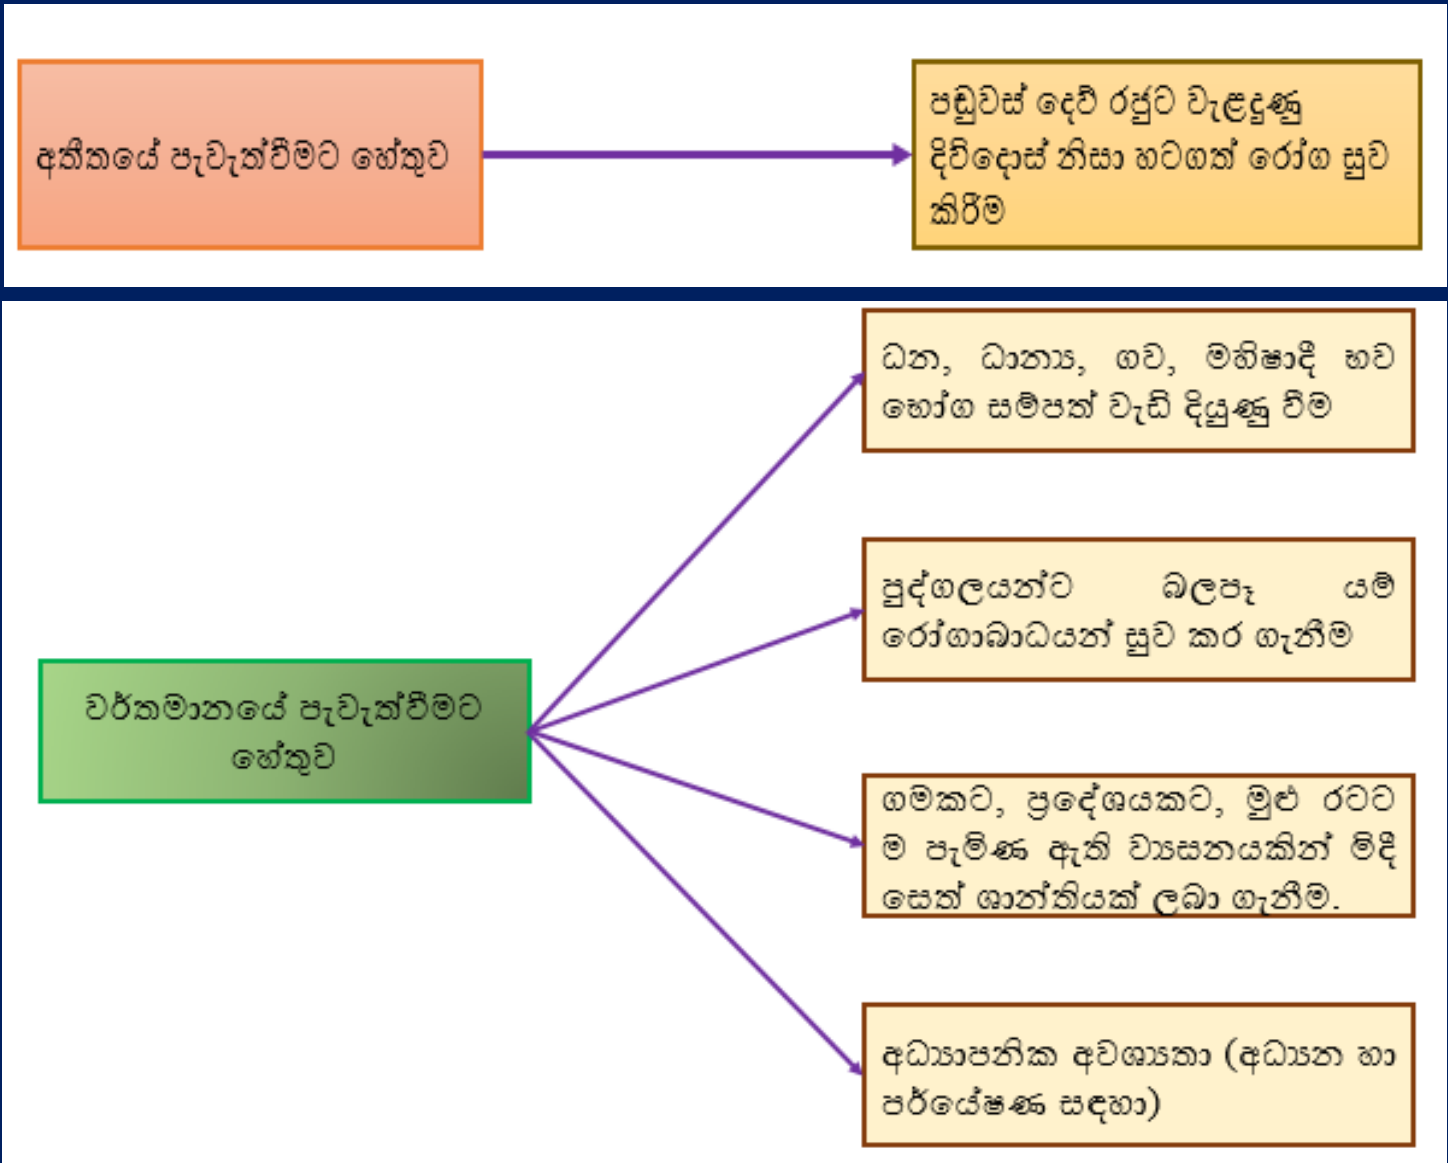 අතීතයේ පැවැත්වීමට හේතුව
පඬුවස් දෙව් රජුට වැළඳුණු
දිව්දොස් නිසා හටගත් රෝග සුව
කිරීම
ධන, ධාන්‍ය, ගව, මහිෂාදී භව
භෝග සම්පත් වැඩි දියුණු වීම
පුද්ගලයන්ට බලපෑ යම්
රෝගාබාධයන් සුව කර ගැනීම
වර්තමානයේ පැවැත්වීමට
හේතුව
ගමකට, ප්‍රදේශයකට, මුළු රටට
ම පැමිණ ඇති ව්‍යසනයකින් මිදී
සෙත් ශාන්තියක් ලබා ගැනීම.
අධ්‍යාපනික අවශ්‍යතා (අධ්‍යන හා
පර්යේෂණ සඳහා)